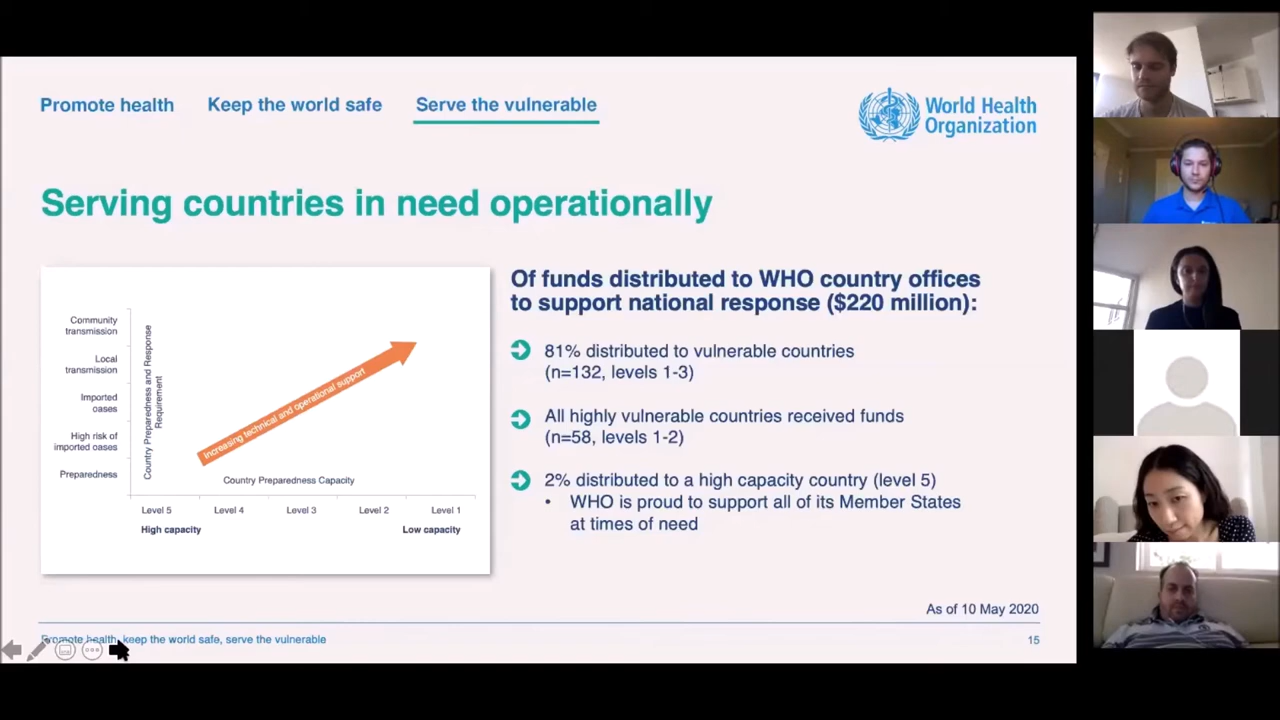 Promote health
Keep the world safe
Serve the vulnerable
World Health
Organization
Serving countries in need operationally
Community
transmission
Local
transmission
Imported
cases
High risk of
imported cases
Preparedness
Country Preparedness and Response
Requirement
Increasing technical and operational support
Country Preparedness Capacity
Level 5
Level 4
Level 3
Level 2
Level 1
High capacity
Low capacity
Of funds distributed to WHO country offices
to support national response ($220 million):
81% distributed to vulnerable countries
(n=132, levels 1-3)
All highly vulnerable countries received funds
(n=58, levels 1-2)
2% distributed to a high capacity country (level 5)
• WHO is proud to support all of its Member States
at times of need
As of 10 May 2020
Promote health, keep the world safe, serve the vulnerable
15